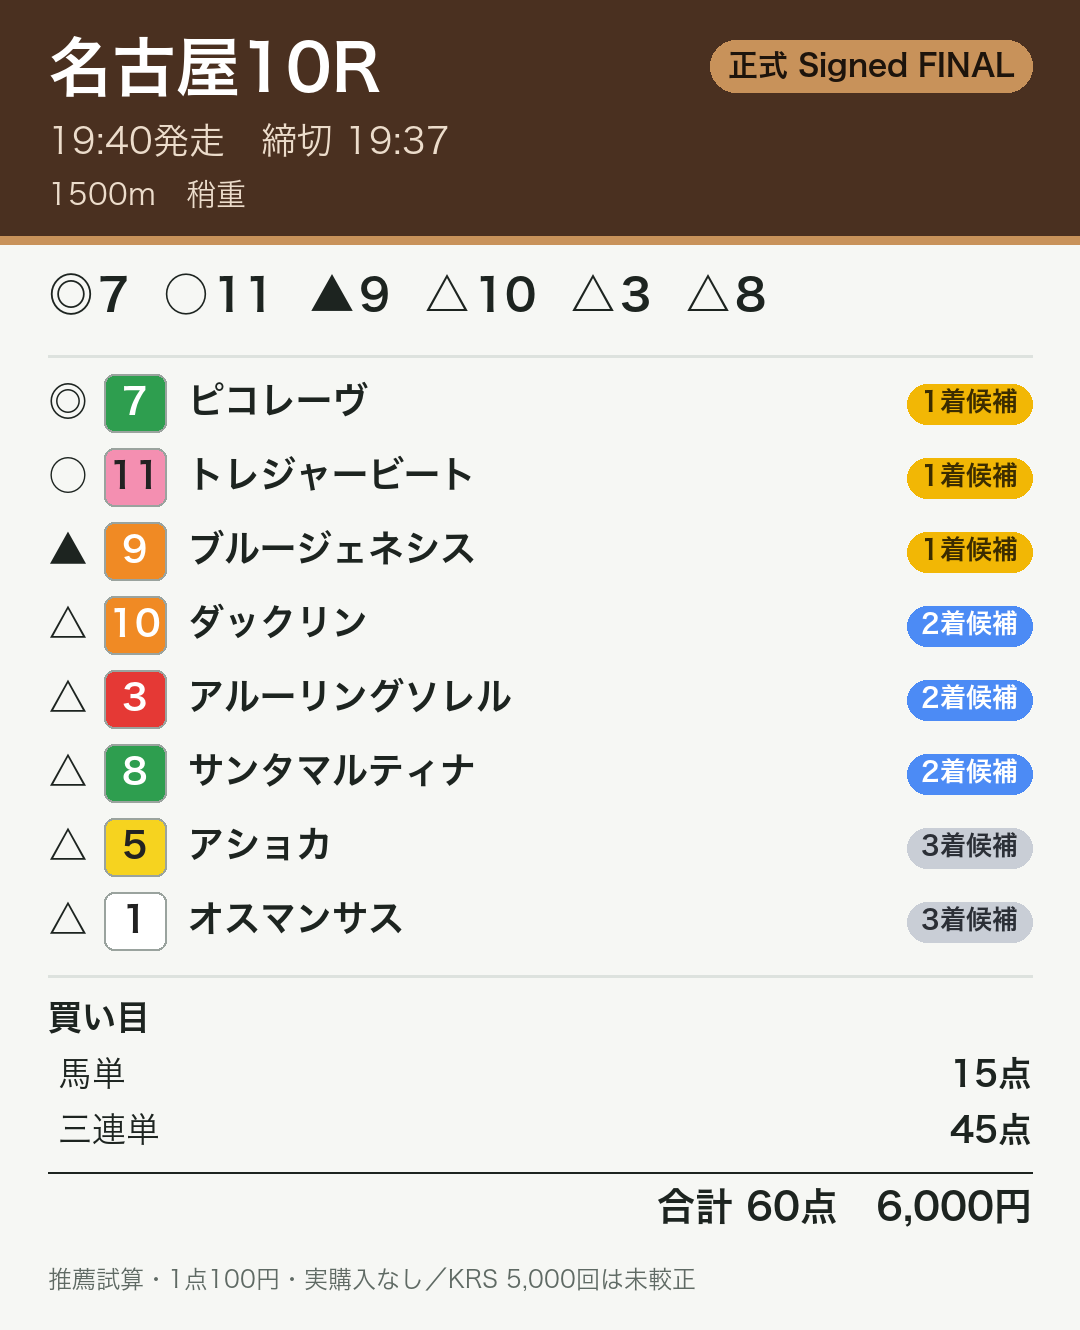 名古屋10R
正式 Signed FINAL
19:40発走　締切 19:37
1500m　稍重
◎7 ○11 ▲9 △10 △3 △8
◎ 7 ピコレーヴ 1着候補
○ 11 トレジャービート 1着候補
▲ 9 ブルージェネシス 1着候補
△ 10 ダックリン 2着候補
△ 3 アルーリングソレル 2着候補
△ 8 サンタマルティナ 2着候補
△ 5 アショカ 3着候補
△ 1 オスマンサス 3着候補
買い目
馬単 15点
三連単 45点
合計 60点　6,000円
推薦試算・1点100円・実購入なし／KRS 5,000回は未較正